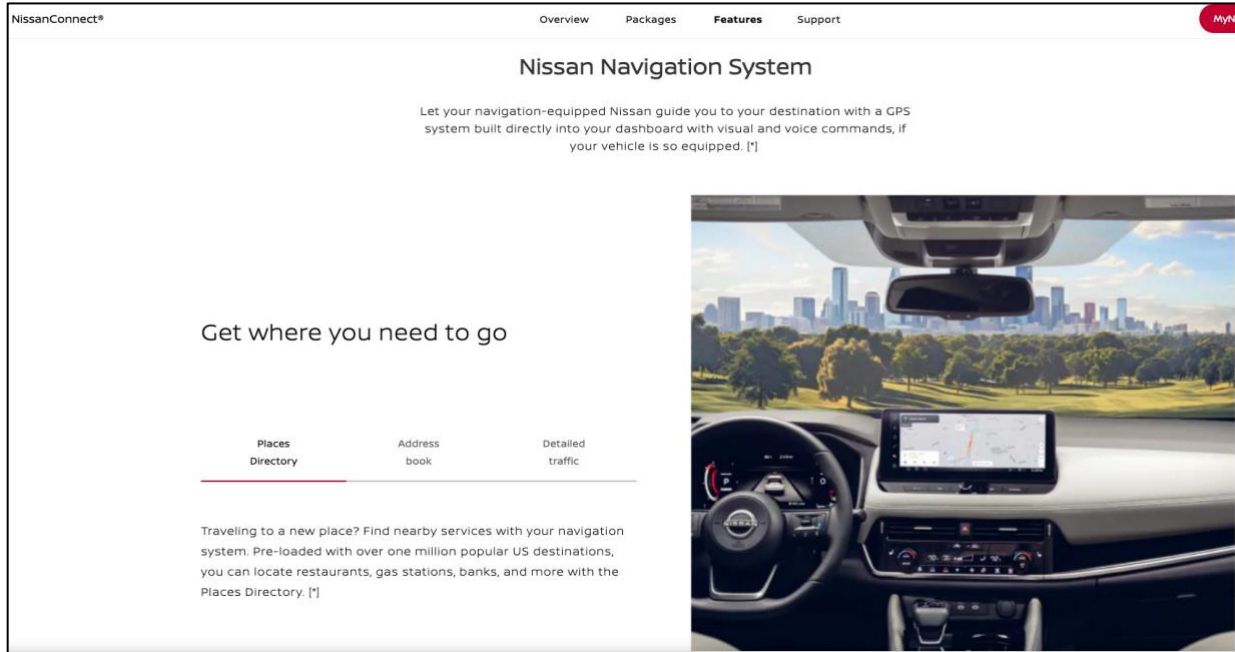 NissanConnect®
Overview Packages Features Support
MyN
Nissan Navigation System
Let your navigation-equipped Nissan guide you to your destination with a GPS
system built directly into your dashboard with visual and voice commands, if
your vehicle is so equipped. [*]
Get where you need to go
Places Directory
Address book
Detailed traffic
Traveling to a new place? Find nearby services with your navigation
system. Pre-loaded with over one million popular US destinations,
you can locate restaurants, gas stations, banks, and more with the
Places Directory. [*]
NISSAN